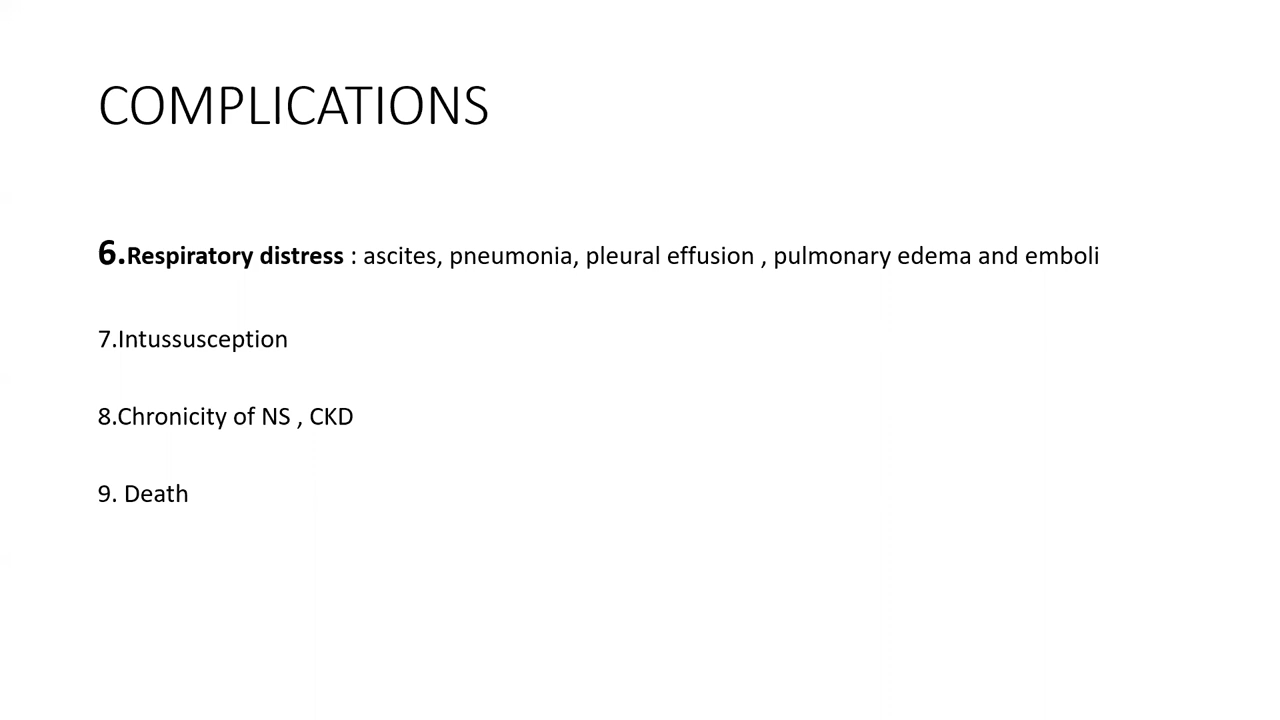 COMPLICATIONS
6.Respiratory distress : ascites, pneumonia, pleural effusion , pulmonary edema and emboli
7.Intussusception
8.Chronicity of NS , CKD
9. Death